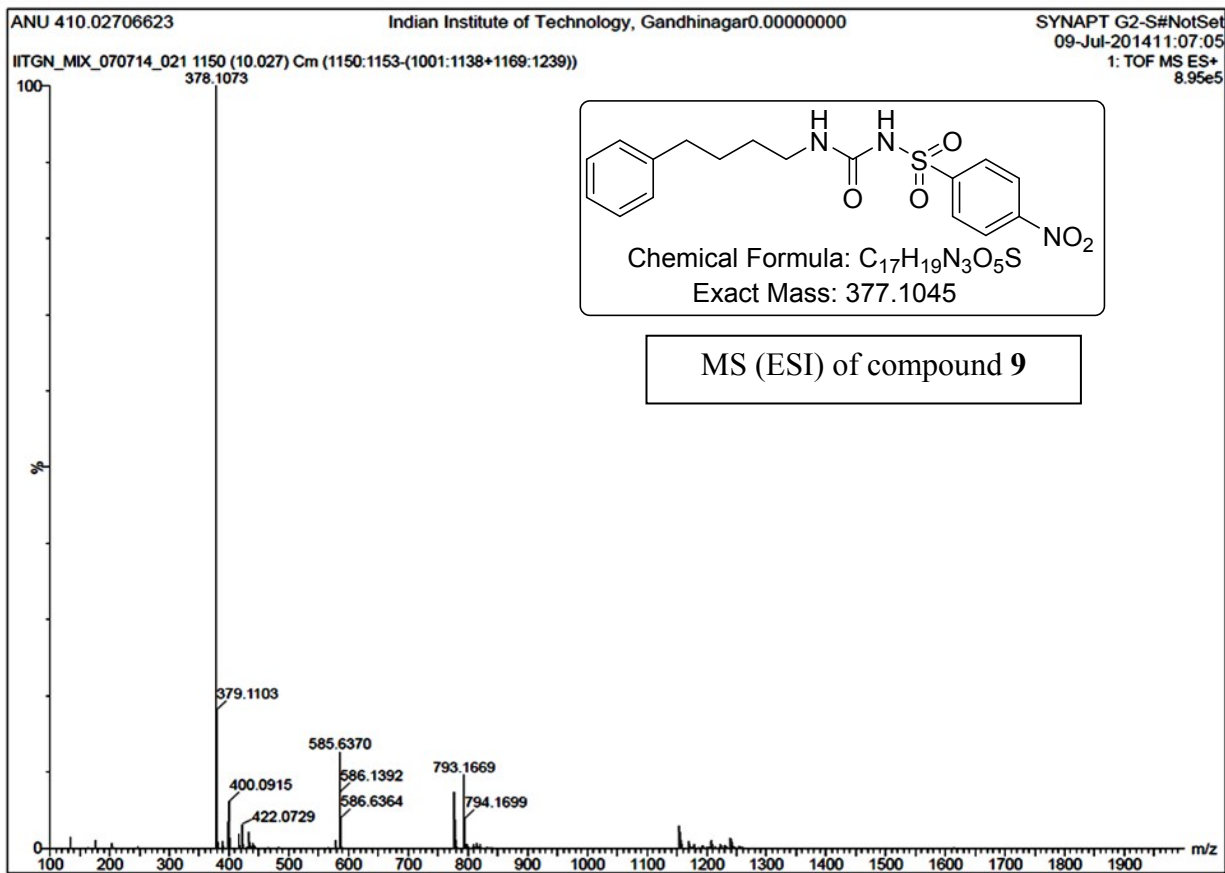 ANU 410.02706623
Indian Institute of Technology, Gandhinagar0.00000000
SYNAPT G2-S#NotSet
09-Jul-201411:07:05
IITGN_MIX_070714_021 1150 (10.027) Cm (1150:1153-(1001:1138+1169:1239))
1: TOF MS ES+
8.95e5
378.1073
100
H
N
H
N
S
O
O
O
NO₂
Chemical Formula: C₁₇H₁₉N₃O₅S
Exact Mass: 377.1045
MS (ESI) of compound 9
%
379.1103
585.6370
586.1392
586.6364
793.1669
794.1699
400.0915
422.0729
0
100 200 300 400 500 600 700 800 900 1000 1100 1200 1300 1400 1500 1600 1700 1800 1900
m/z